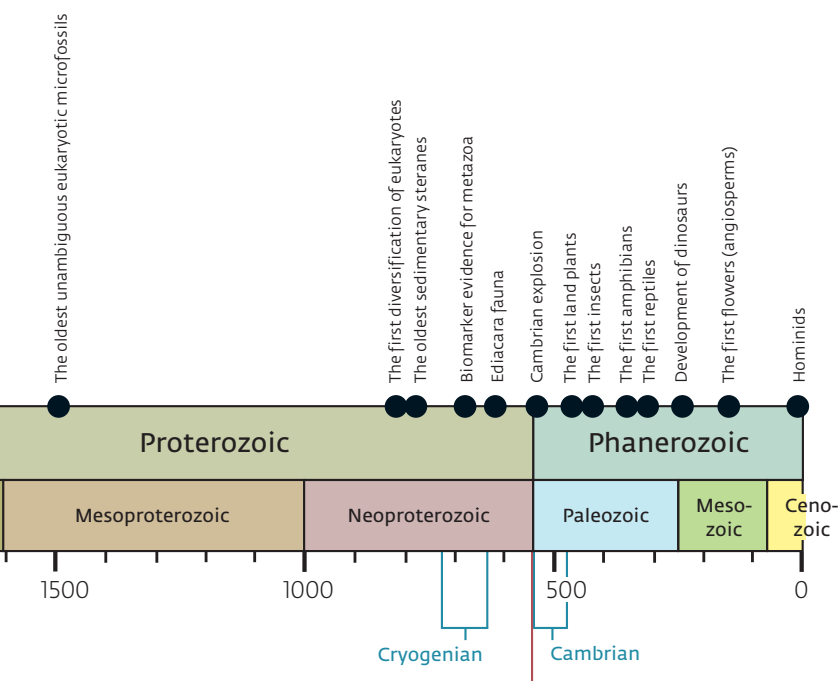 The oldest unambiguous eukaryotic microfossils
The first diversification of eukaryotes
The oldest sedimentary steranes
Biomarker evidence for metazoa
Ediacara fauna
Cambrian explosion
The first land plants
The first insects
The first amphibians
The first reptiles
Development of dinosaurs
The first flowers (angiosperms)
Hominids
Proterozoic
Phanerozoic
Mesoproterozoic
Neoproterozoic
Paleozoic
Meso-
zoic
Ceno-
zoic
1500
1000
500
0
Cryogenian
Cambrian